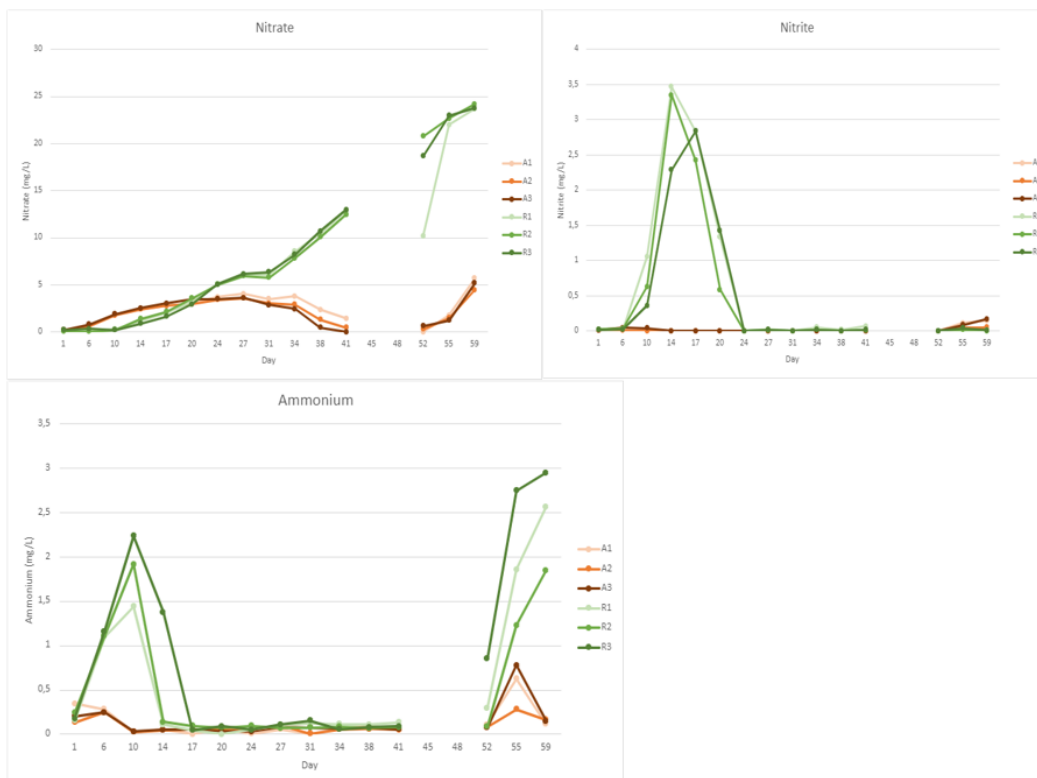 Nitrate
30
25
20
15
10
5
0
Nitrate (mg/L)
1 6 10 14 17 20 24 27 31 34 38 41 45 48 52 55 59
Day
A1
A2
A3
R1
R2
R3
Nitrite
4
3,5
3
2,5
2
1,5
1
0,5
0
Nitrite (mg/L)
1 6 10 14 17 20 24 27 31 34 38 41 45 48 52 55 59
Day
A
A
A
R
R
R
Ammonium
3,5
3
2,5
2
1,5
1
0,5
0
Ammonium (mg/L)
1 6 10 14 17 20 24 27 31 34 38 41 45 48 52 55 59
Day
A1
A2
A3
R1
R2
R3